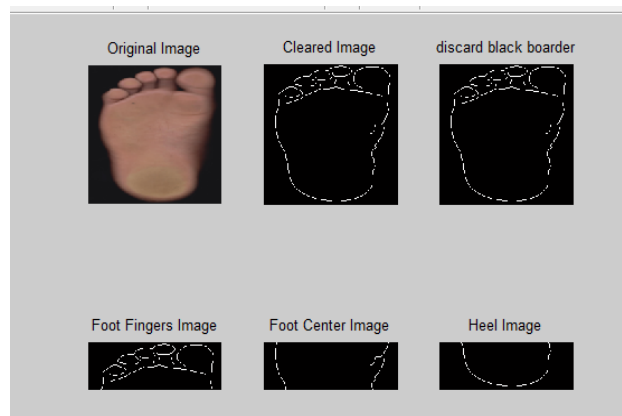 Original Image
Cleared Image
discard black boarder
Foot Fingers Image
Foot Center Image
Heel Image